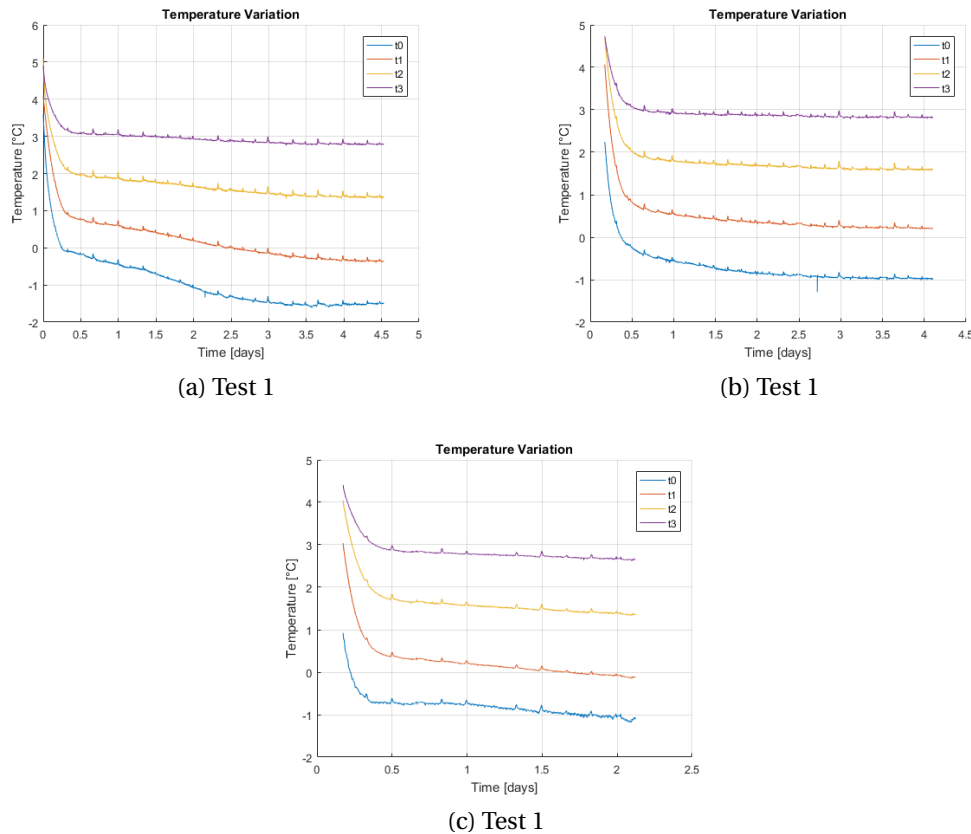 Temperature Variation
6
5
4
3
2
1
0
-1
-2
Temperature [°C]
t0
t1
t2
t3
0 0.5 1 1.5 2 2.5 3 3.5 4 4.5 5
Time [days]
(a) Test 1
Temperature Variation
5
4
3
2
1
0
-1
-2
Temperature [°C]
t0
t1
t2
t3
0 0.5 1 1.5 2 2.5 3 3.5 4 4.5
Time [days]
(b) Test 1
Temperature Variation
5
4
3
2
1
0
-1
-2
Temperature [°C]
t0
t1
t2
t3
0 0.5 1 1.5 2 2.5
Time [days]
(c) Test 1